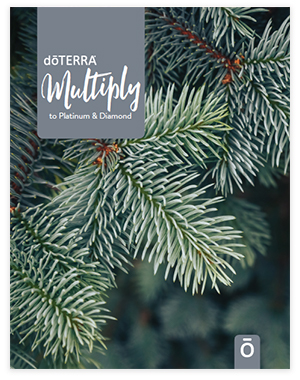 dōTERRA®
Multiply
to Platinum & Diamond
ō